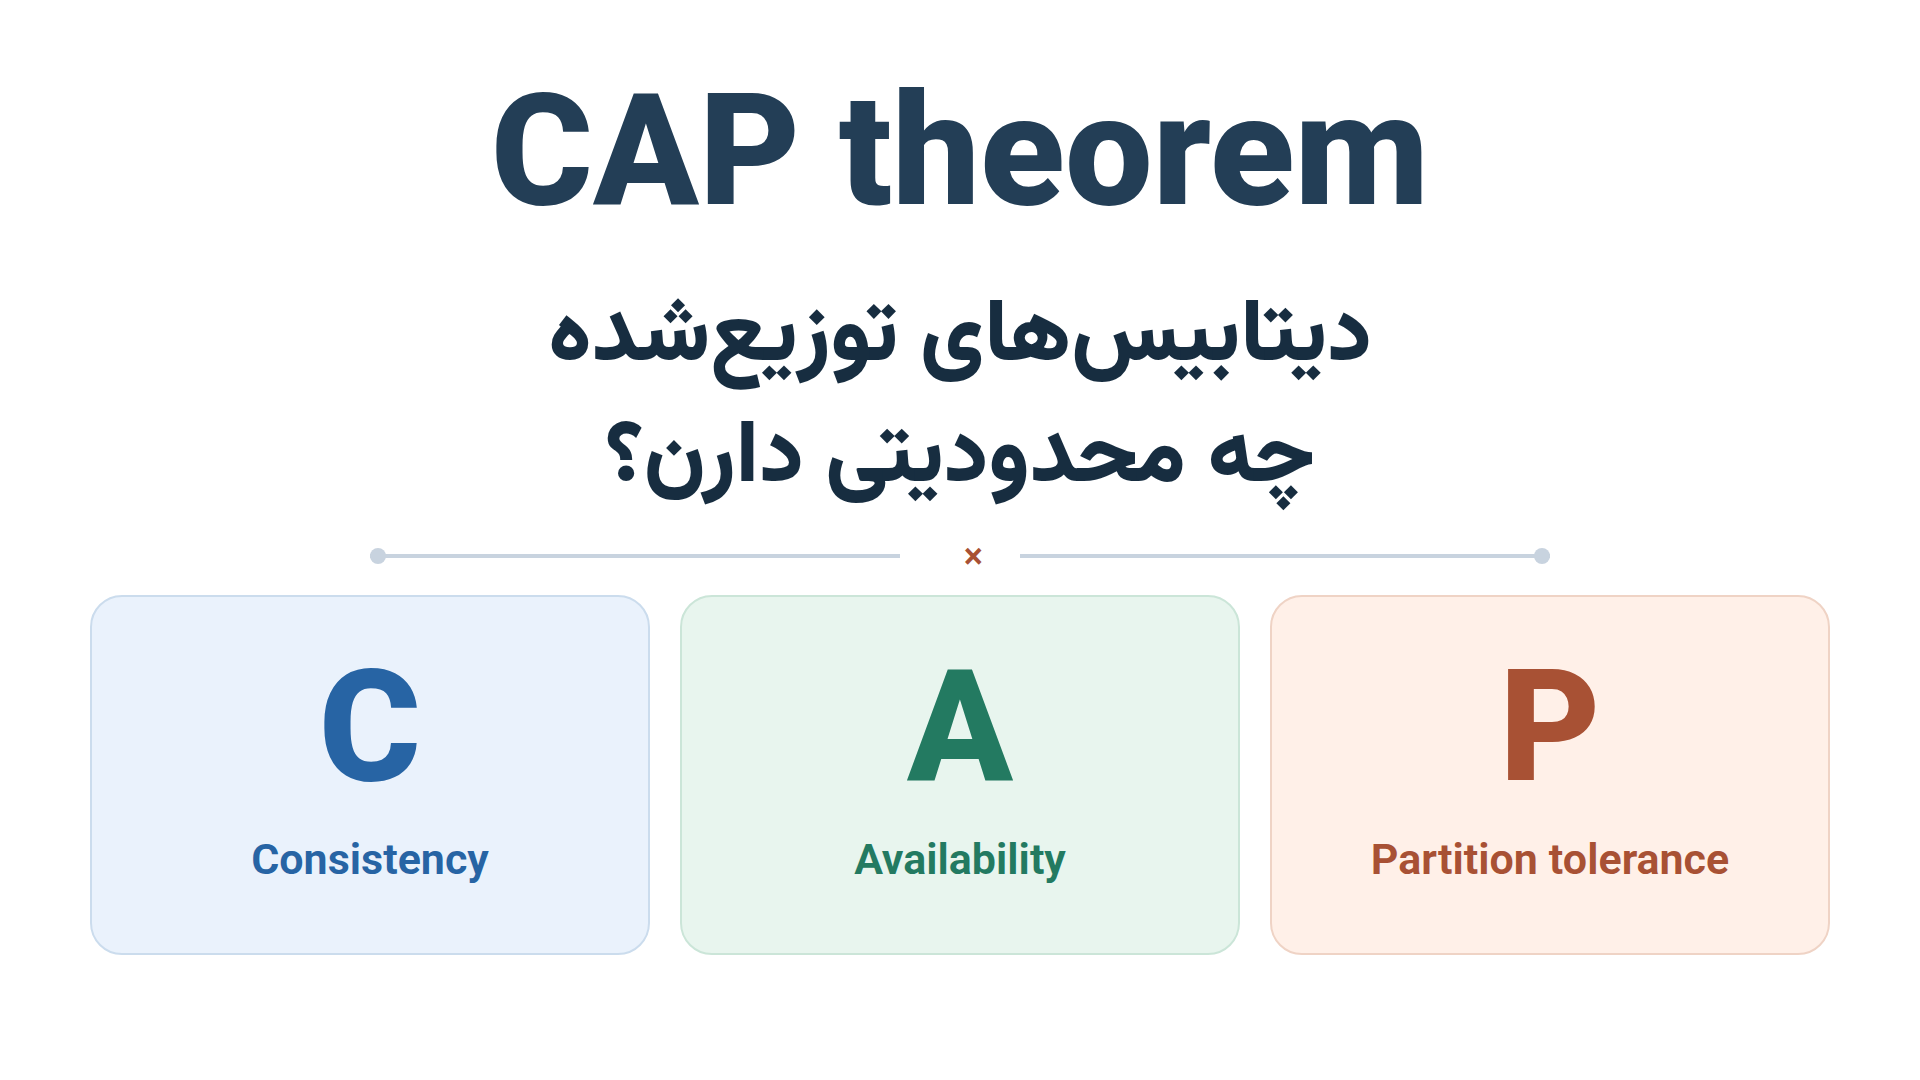 CAP theorem
دیتابیس‌های توزیع‌شده
چه محدودیتی دارن؟
×
C
Consistency
A
Availability
P
Partition tolerance